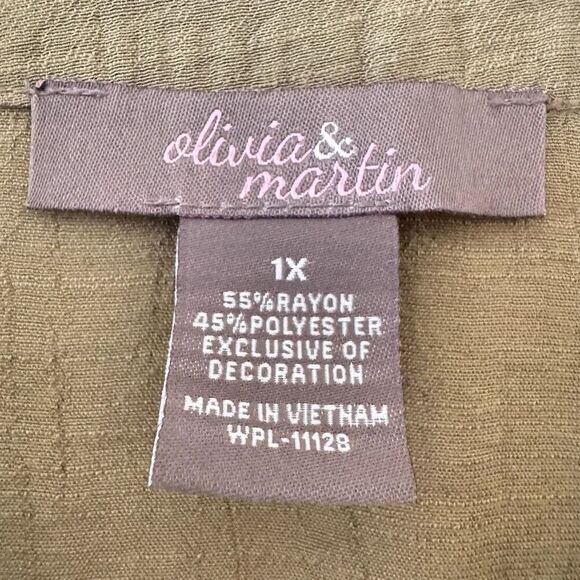 olivia &
martin
1X
55% RAYON
45% POLYESTER
EXCLUSIVE OF
DECORATION
MADE IN VIETNAM
WPL-11128